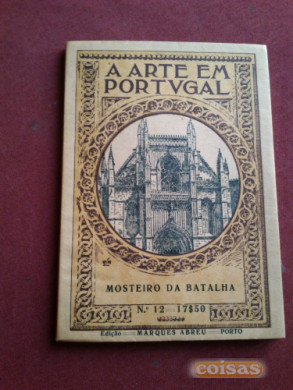 A ARTE EM
PORTVGAL
MOSTEIRO DA BATALHA
N.º 12 — 17$50
Edição — MARQUES ABREU — PORTO
coisas